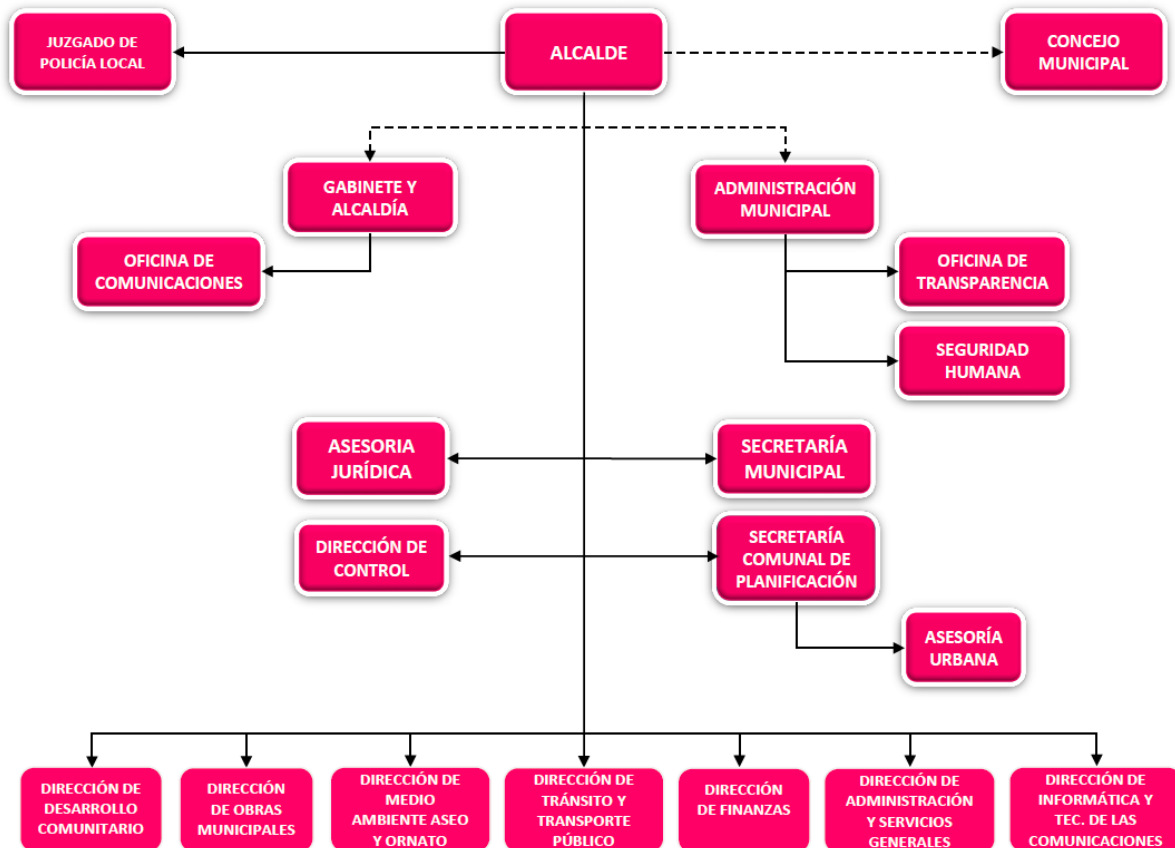 JUZGADO DE
POLICÍA LOCAL
ALCALDE
CONCEJO
MUNICIPAL
GABINETE Y
ALCALDÍA
ADMINISTRACIÓN
MUNICIPAL
OFICINA DE
COMUNICACIONES
OFICINA DE
TRANSPARENCIA
SEGURIDAD
HUMANA
ASESORIA
JURÍDICA
SECRETARÍA
MUNICIPAL
DIRECCIÓN DE
CONTROL
SECRETARÍA
COMUNAL DE
PLANIFICACIÓN
ASESORÍA
URBANA
DIRECCIÓN DE
DESARROLLO
COMUNITARIO
DIRECCIÓN
DE OBRAS
MUNICIPALES
DIRECCIÓN DE
MEDIO
AMBIENTE ASEO
Y ORNATO
DIRECCIÓN DE
TRÁNSITO Y
TRANSPORTE
PÚBLICO
DIRECCIÓN
DE FINANZAS
DIRECCIÓN DE
ADMINISTRACIÓN
Y SERVICIOS
GENERALES
DIRECCIÓN DE
INFORMÁTICA Y
TEC. DE LAS
COMUNICACIONES